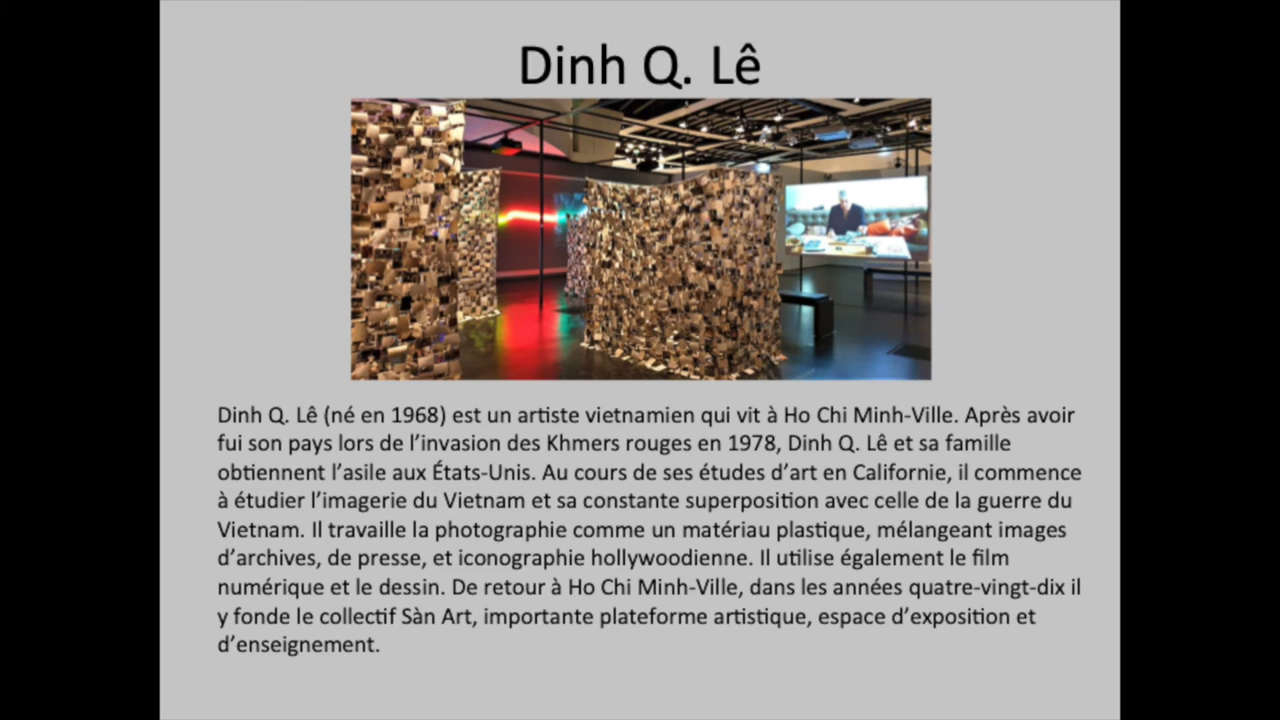 Dinh Q. Lê
Dinh Q. Lê (né en 1968) est un artiste vietnamien qui vit à Ho Chi Minh-Ville. Après avoir
fui son pays lors de l’invasion des Khmers rouges en 1978, Dinh Q. Lê et sa famille
obtiennent l’asile aux États-Unis. Au cours de ses études d’art en Californie, il commence
à étudier l’imagerie du Vietnam et sa constante superposition avec celle de la guerre du
Vietnam. Il travaille la photographie comme un matériau plastique, mélangeant images
d’archives, de presse, et iconographie hollywoodienne. Il utilise également le film
numérique et le dessin. De retour à Ho Chi Minh-Ville, dans les années quatre-vingt-dix il
y fonde le collectif Sàn Art, importante plateforme artistique, espace d’exposition et
d’enseignement.